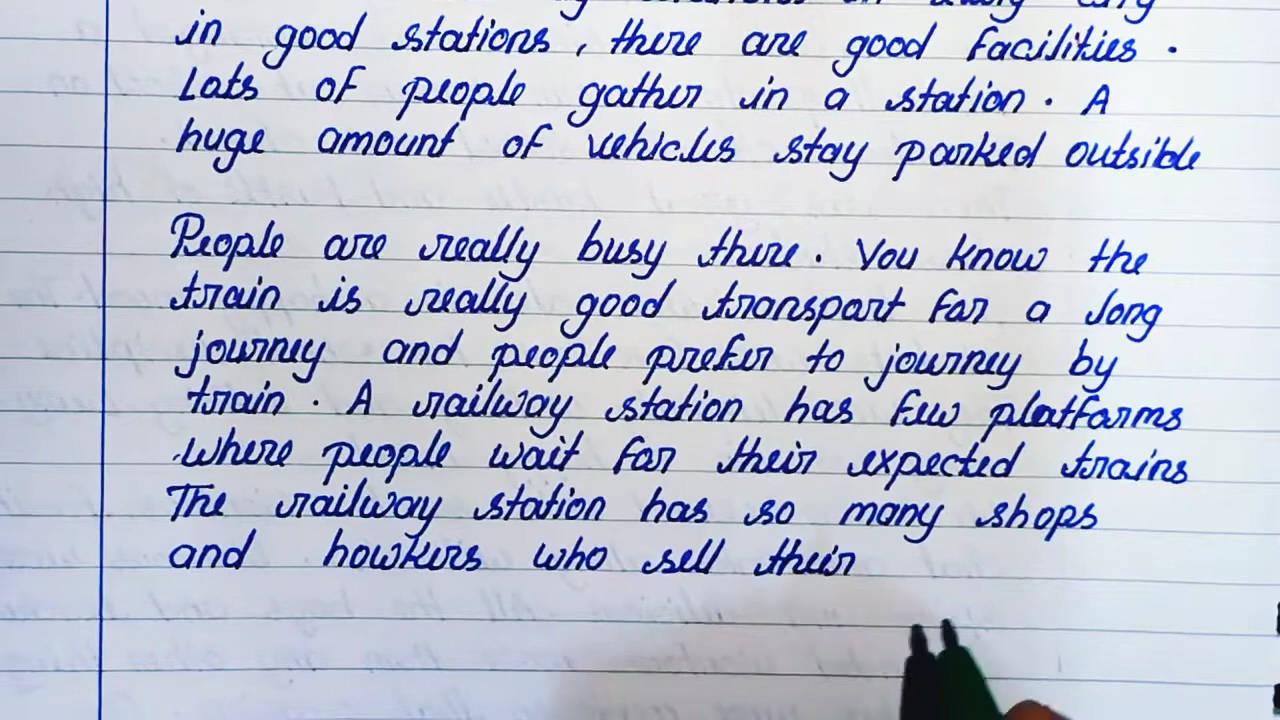 in good stations, there are good facilities.
Lats of people gather in a station. A
huge amount of vehicles stay parked outsible
People are really busy there. You know the
train is really good transport for a long
journey and people prefer to journey by
train. A railway station has few platforms
where people wait for their expected trains
The railway station has so many shops
and howkers who sell their